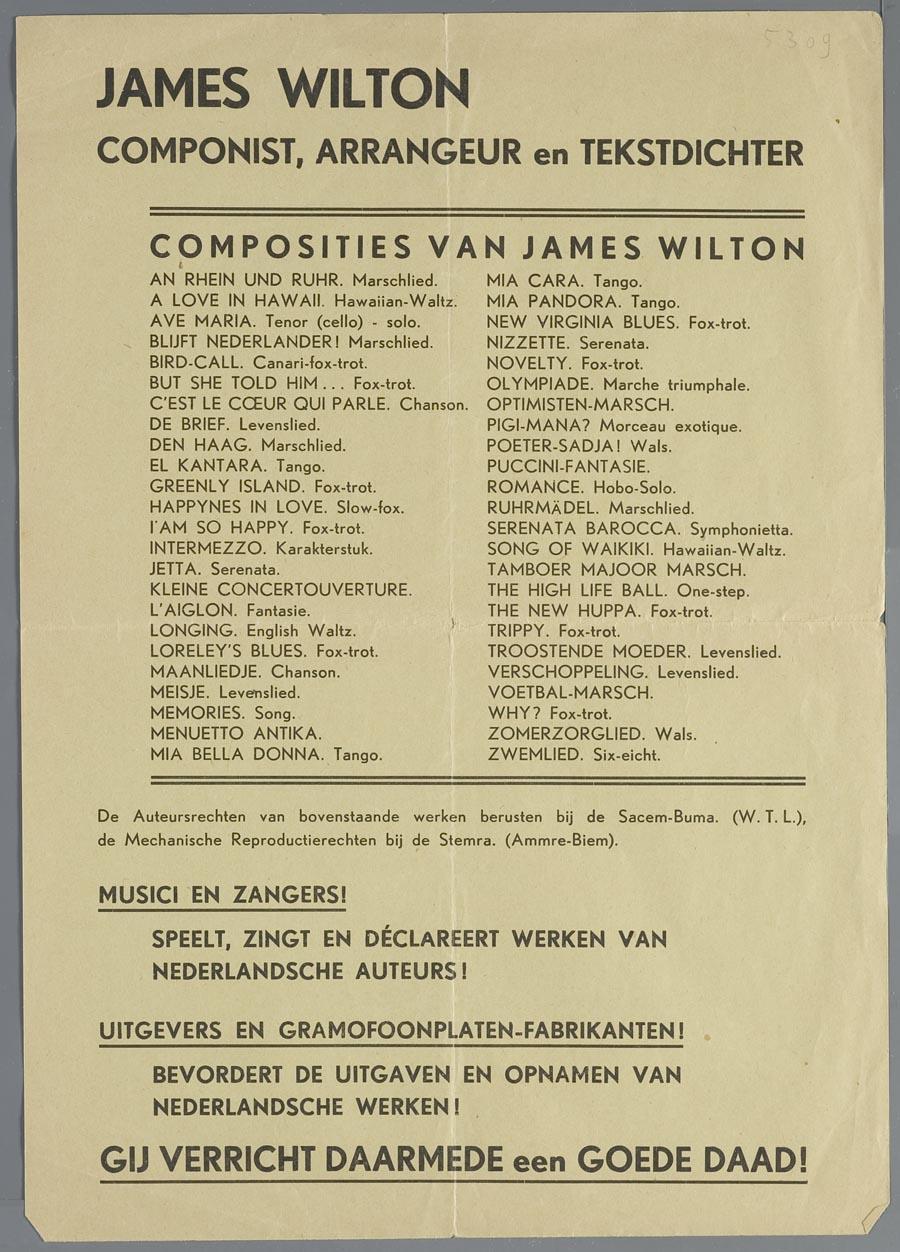 5309
JAMES WILTON
COMPONIST, ARRANGEUR en TEKSTDICHTER
COMPOSITIES VAN JAMES WILTON
AN RHEIN UND RUHR. Marschlied.
A LOVE IN HAWAII. Hawaiian-Waltz.
AVE MARIA. Tenor (cello) - solo.
BLIJFT NEDERLANDER! Marschlied.
BIRD-CALL. Canari-fox-trot.
BUT SHE TOLD HIM... Fox-trot.
C'EST LE CŒUR QUI PARLE. Chanson.
DE BRIEF. Levenslied.
DEN HAAG. Marschlied.
EL KANTARA. Tango.
GREENLY ISLAND. Fox-trot.
HAPPYNES IN LOVE. Slow-fox.
I'AM SO HAPPY. Fox-trot.
INTERMEZZO. Karakterstuk.
JETTA. Serenata.
KLEINE CONCERTOUVERTURE.
L'AIGLON. Fantasie.
LONGING. English Waltz.
LORELEY'S BLUES. Fox-trot.
MAANLIEDJE. Chanson.
MEISJE. Levenslied.
MEMORIES. Song.
MENUETTO ANTIKA.
MIA BELLA DONNA. Tango.
MIA CARA. Tango.
MIA PANDORA. Tango.
NEW VIRGINIA BLUES. Fox-trot.
NIZZETTE. Serenata.
NOVELTY. Fox-trot.
OLYMPIADE. Marche triumphale.
OPTIMISTEN-MARSCH.
PIGI-MANA? Morceau exotique.
POETER-SADJA! Wals.
PUCCINI-FANTASIE.
ROMANCE. Hobo-Solo.
RUHRMÄDEL. Marschlied.
SERENATA BAROCCA. Symphonietta.
SONG OF WAIKIKI. Hawaiian-Waltz.
TAMBOER MAJOOR MARSCH.
THE HIGH LIFE BALL. One-step.
THE NEW HUPPA. Fox-trot.
TRIPPY. Fox-trot.
TROOSTENDE MOEDER. Levenslied.
VERSCHOPPELING. Levenslied.
VOETBAL-MARSCH.
WHY? Fox-trot.
ZOMERZORGLIED. Wals.
ZWEMLIED. Six-eicht.
De Auteursrechten van bovenstaande werken berusten bij de Sacem-Buma. (W. T. L.),
de Mechanische Reproductierechten bij de Stemra. (Ammre-Biem).
MUSICI EN ZANGERS!
SPEELT, ZINGT EN DÉCLAREERT WERKEN VAN
NEDERLANDSCHE AUTEURS!
UITGEVERS EN GRAMOFOONPLATEN-FABRIKANTEN!
BEVORDERT DE UITGAVEN EN OPNAMEN VAN
NEDERLANDSCHE WERKEN!
GIJ VERRICHT DAARMEDE een GOEDE DAAD!